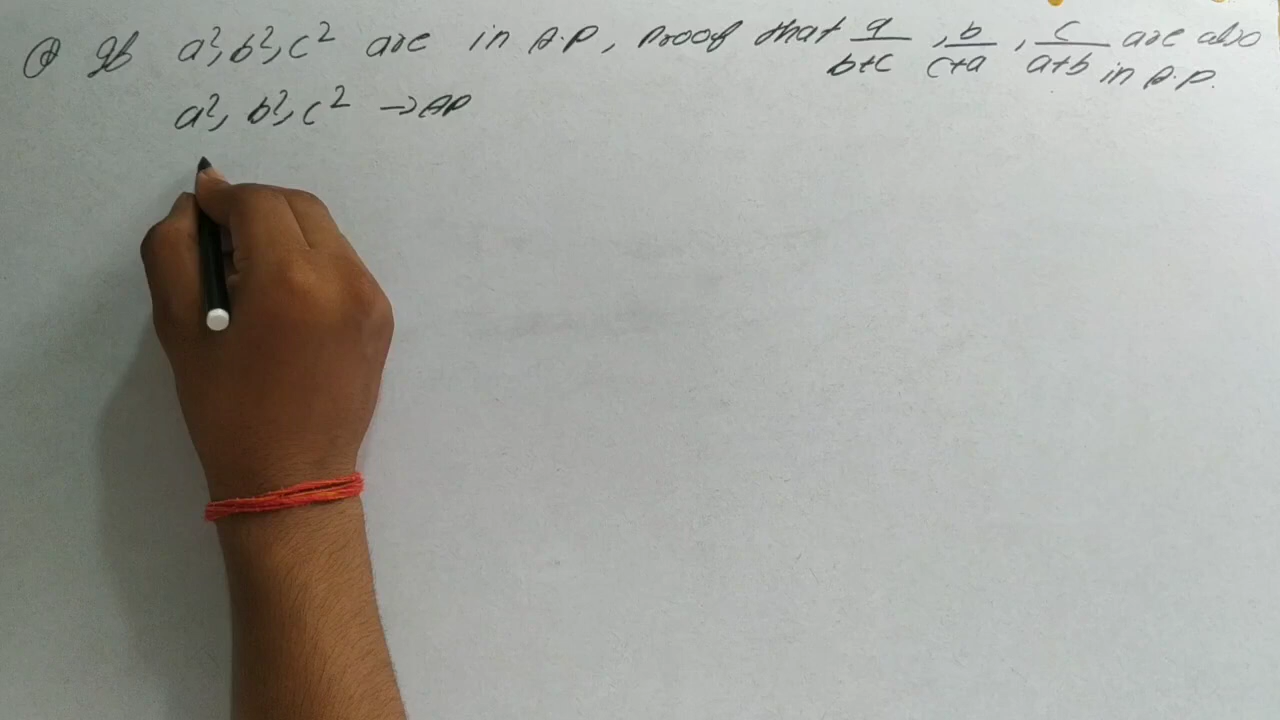 Q If a², b², c² are in A.P, Proof that a/b+c , b/c+a , c/a+b are also in A.P.
a², b², c² → AP